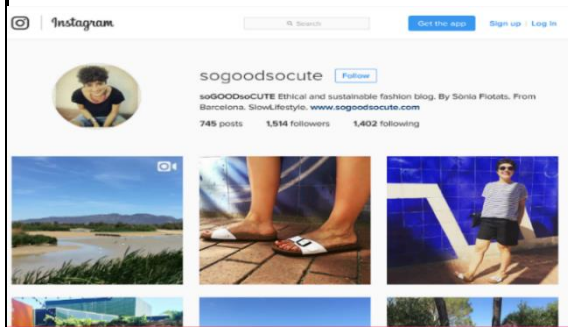 Instagram
Search
Get the app
Sign up
Log in
sogoodsocute
Follow
soGOODsoCUTE Ethical and sustainable fashion blog. By Sònia Flotats. From
Barcelona. SlowLifestyle. www.sogoodsocute.com
745 posts 1,514 followers 1,402 following